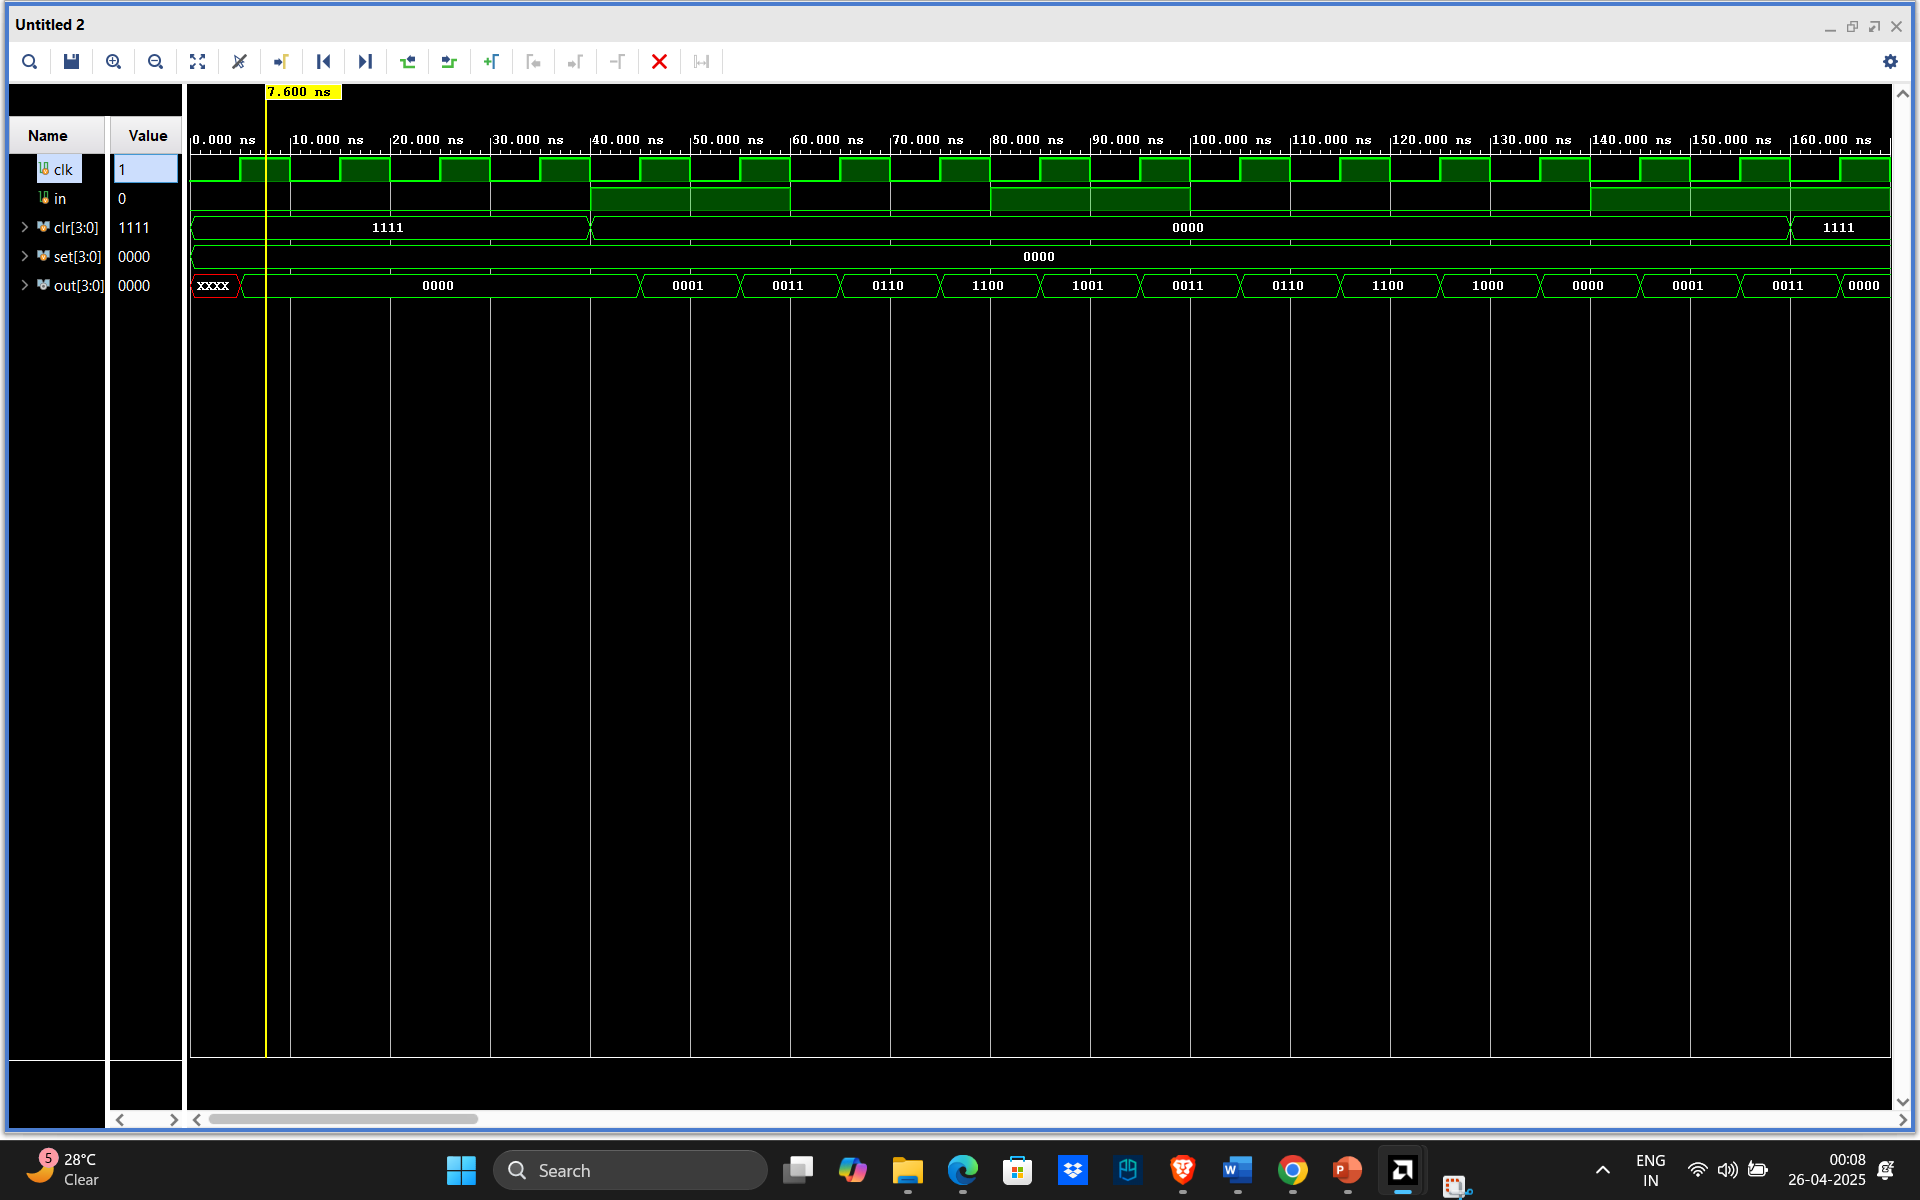 Untitled 2
7.600 ns
Name Value
0.000 ns 10.000 ns 20.000 ns 30.000 ns 40.000 ns 50.000 ns 60.000 ns 70.000 ns 80.000 ns 90.000 ns 100.000 ns 110.000 ns 120.000 ns 130.000 ns 140.000 ns 150.000 ns 160.000 ns
clk 1
in 0
clr[3:0] 1111 1111 0000 1111
set[3:0] 0000 0000
out[3:0] 0000 XXXX 0000 0001 0011 0110 1100 1001 0011 0110 1100 1000 0000 0001 0011 0000
5 28°C
Clear
Search
ENG
IN
00:08
26-04-2025